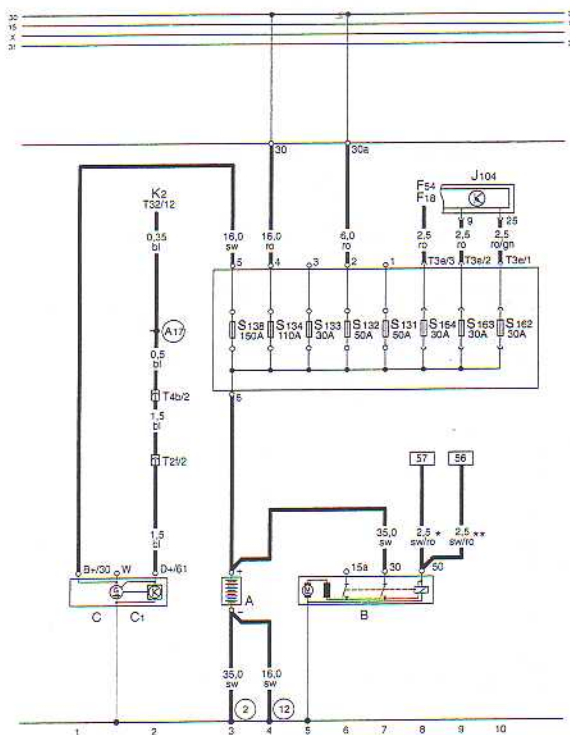 30
15
X
31
30
30a
K2
T32/12
J104
F54
F18
9
25
0,35
bl
16,0
sw
16,0
ro
6,0
ro
2,5
ro
2,5
ro
2,5
ro/gn
5
4
3
2
1
T3e/3
T3e/2
T3e/1
A17
S138
150A
S134
110A
S133
30A
S132
50A
S131
50A
S164
30A
S163
30A
S162
30A
0,5
bl
T4b/2
6
1,5
bl
T2f/2
57
56
1,5
bl
35,0
sw
2,5
sw/ro *
2,5
sw/ro **
B+/30
W
D+/61
+
15a
30
50
A
-
C
C1
B
35,0
sw
16,0
sw
2
12
1
2
3
4
5
6
7
8
9
10